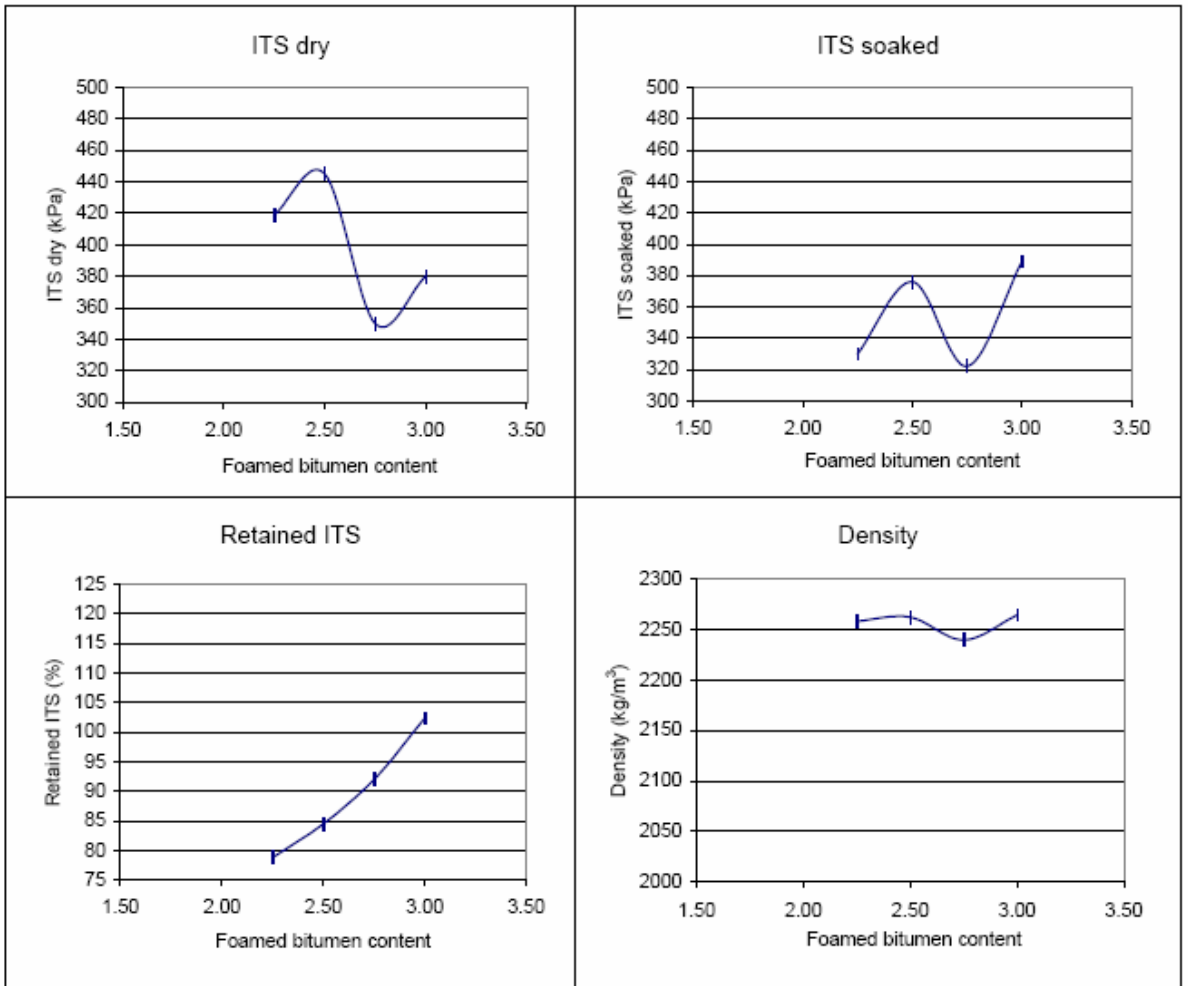 ITS dry
500
480
460
440
420
400
380
360
340
320
300
ITS dry (kPa)
1.50 2.00 2.50 3.00 3.50
Foamed bitumen content
ITS soaked
500
480
460
440
420
400
380
360
340
320
300
ITS soaked (kPa)
1.50 2.00 2.50 3.00 3.50
Foamed bitumen content
Retained ITS
125
120
115
110
105
100
95
90
85
80
75
Retained ITS (%)
1.50 2.00 2.50 3.00 3.50
Foamed bitumen content
Density
2300
2250
2200
2150
2100
2050
2000
Density (kg/m³)
1.50 2.00 2.50 3.00 3.50
Foamed bitumen content